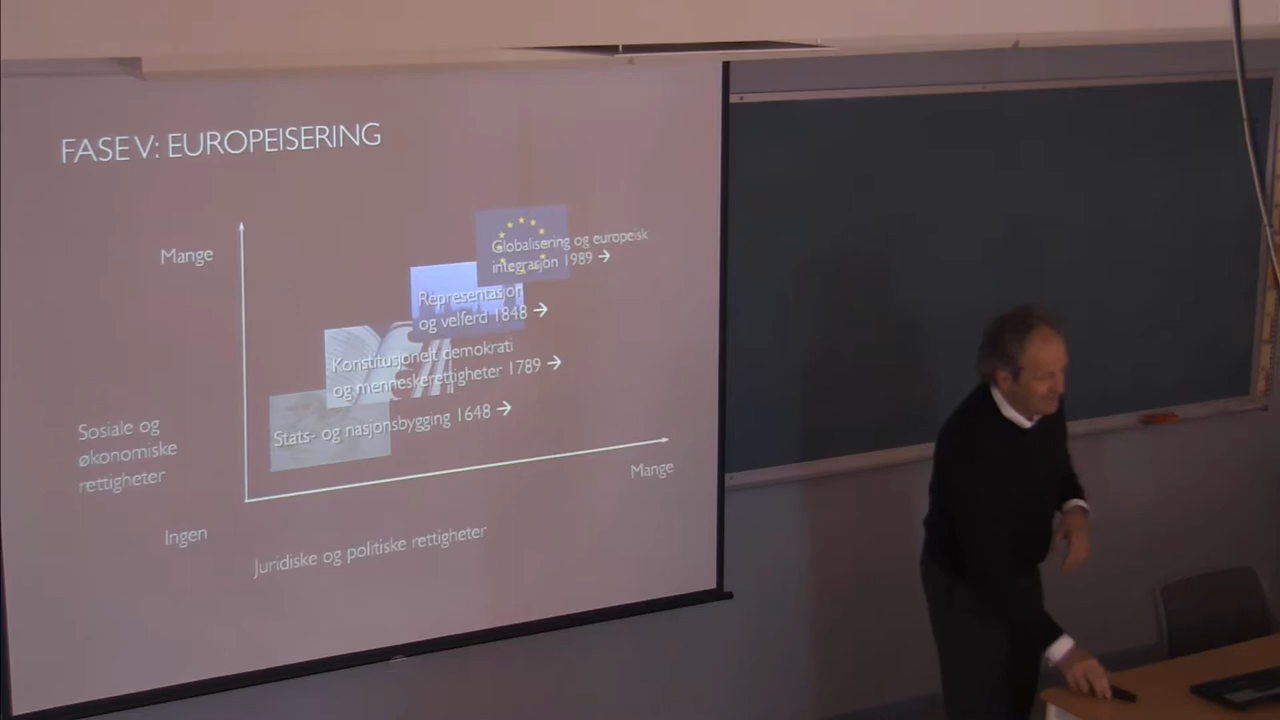 FASE V: EUROPEISERING
Mange
Globalisering og europeisk
integrasjon 1989 →
Representasjon
og velferd 1848 →
Konstitusjonelt demokrati
og menneskerettigheter 1789 →
Stats- og nasjonsbygging 1648 →
Sosiale og
økonomiske
rettigheter
Mange
Ingen
Juridiske og politiske rettigheter